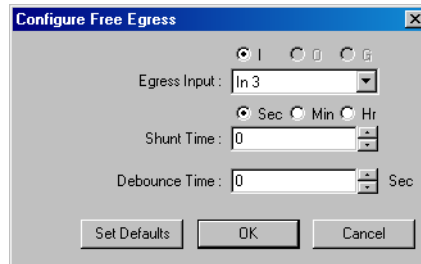 Configure Free Egress
I O G
Egress Input : In 3
Sec Min Hr
Shunt Time : 0
Debounce Time : 0 Sec
Set Defaults OK Cancel